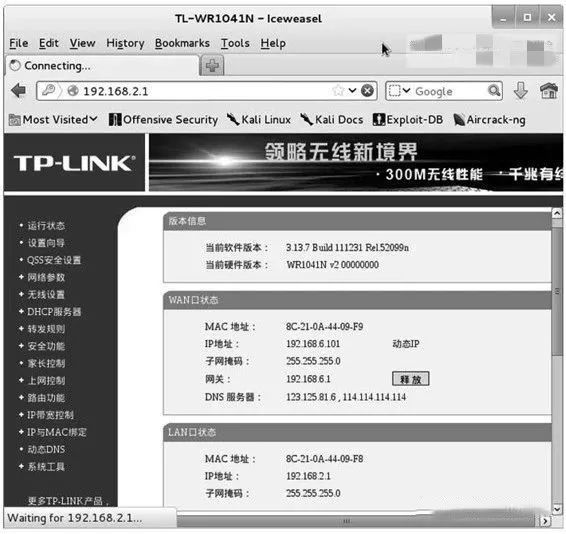 TL-WR1041N – Iceweasel
File Edit View History Bookmarks Tools Help
Connecting...
192.168.2.1
Google
Most Visited Offensive Security Kali Linux Kali Docs Exploit-DB Aircrack-ng
TP-LINK®
领略无线新境界
·300M无线性能 ·千兆有线
运行状态
设置向导
QSS安全设置
网络参数
无线设置
DHCP服务器
转发规则
安全功能
家长控制
上网控制
路由功能
IP带宽控制
IP与MAC绑定
动态DNS
系统工具
更多TP-LINK产品，
版本信息
当前软件版本： 3.13.7 Build 111231 Rel.52099n
当前硬件版本： WR1041N v2 00000000
WAN口状态
MAC 地址： 8C-21-0A-44-09-F9
IP地址： 192.168.6.101 动态IP
子网掩码： 255.255.255.0
网关： 192.168.6.1 释放
DNS 服务器： 123.125.81.6 , 114.114.114.114
LAN口状态
MAC 地址： 8C-21-0A-44-09-F8
IP地址： 192.168.2.1
子网掩码： 255.255.255.0
Waiting for 192.168.2.1...